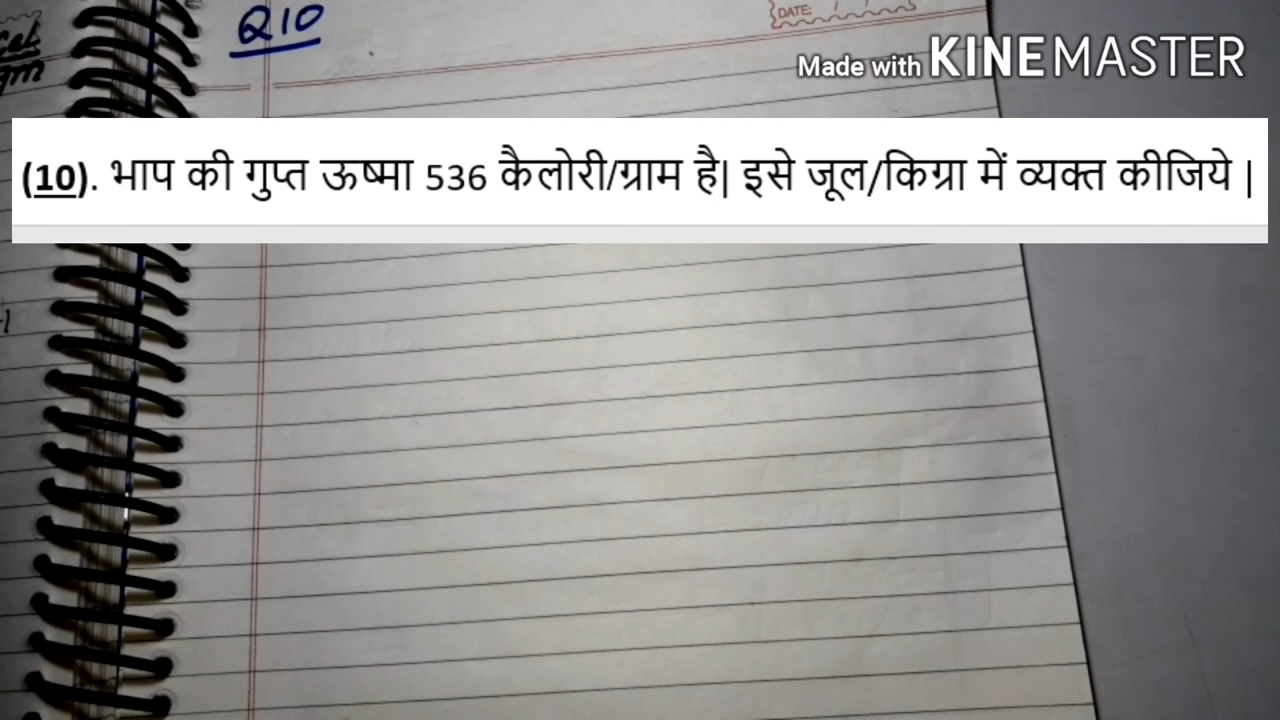 Q10
DATE:
Made with KINEMASTER
(10). भाप की गुप्त ऊष्मा 536 कैलोरी/ग्राम है| इसे जूल/किग्रा में व्यक्त कीजिये |